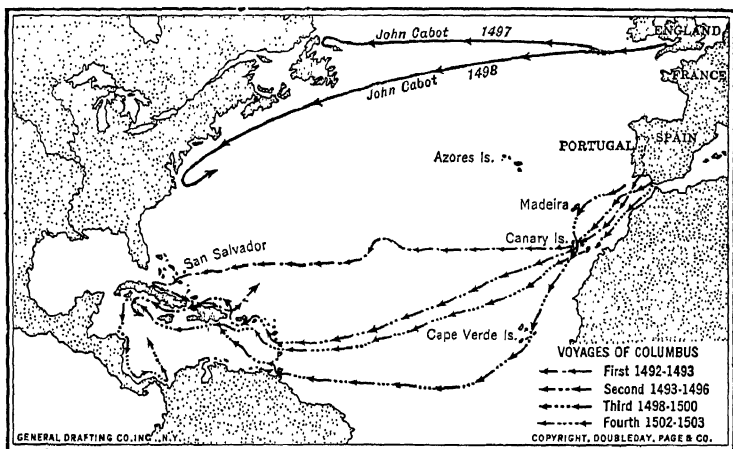 John Cabot 1497
ENGLAND
John Cabot 1498
FRANCE
PORTUGAL
SPAIN
Azores Is.
Madeira
Canary Is.
San Salvador
Cape Verde Is.
VOYAGES OF COLUMBUS
First 1492-1493
Second 1493-1496
Third 1498-1500
Fourth 1502-1503
GENERAL DRAFTING CO. INC., N.Y.
COPYRIGHT, DOUBLEDAY, PAGE & CO.